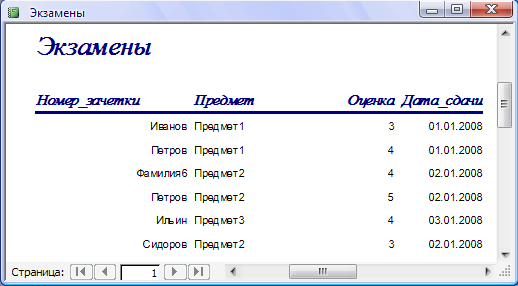 Экзамены
Экзамены
Номер_зачетки Предмет Оценка Дата_сдачи
Иванов Предмет1 3 01.01.2008
Петров Предмет1 4 01.01.2008
Фамилия6 Предмет2 4 02.01.2008
Петров Предмет2 5 02.01.2008
Ильин Предмет3 4 03.01.2008
Сидоров Предмет2 3 02.01.2008
Страница: 1